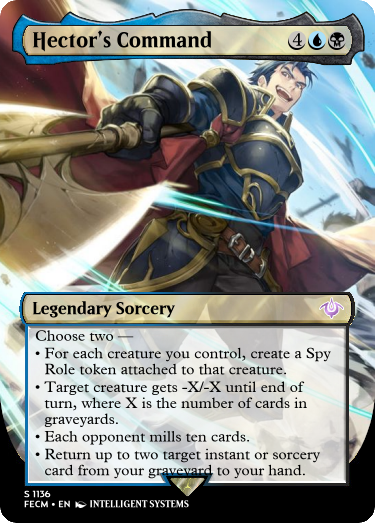 Hector's Command 4
Legendary Sorcery
Choose two —
• For each creature you control, create a Spy
Role token attached to that creature.
• Target creature gets -X/-X until end of
turn, where X is the number of cards in
graveyards.
• Each opponent mills ten cards.
• Return up to two target instant or sorcery
card from your graveyard to your hand.
S 1136
FECM • EN INTELLIGENT SYSTEMS